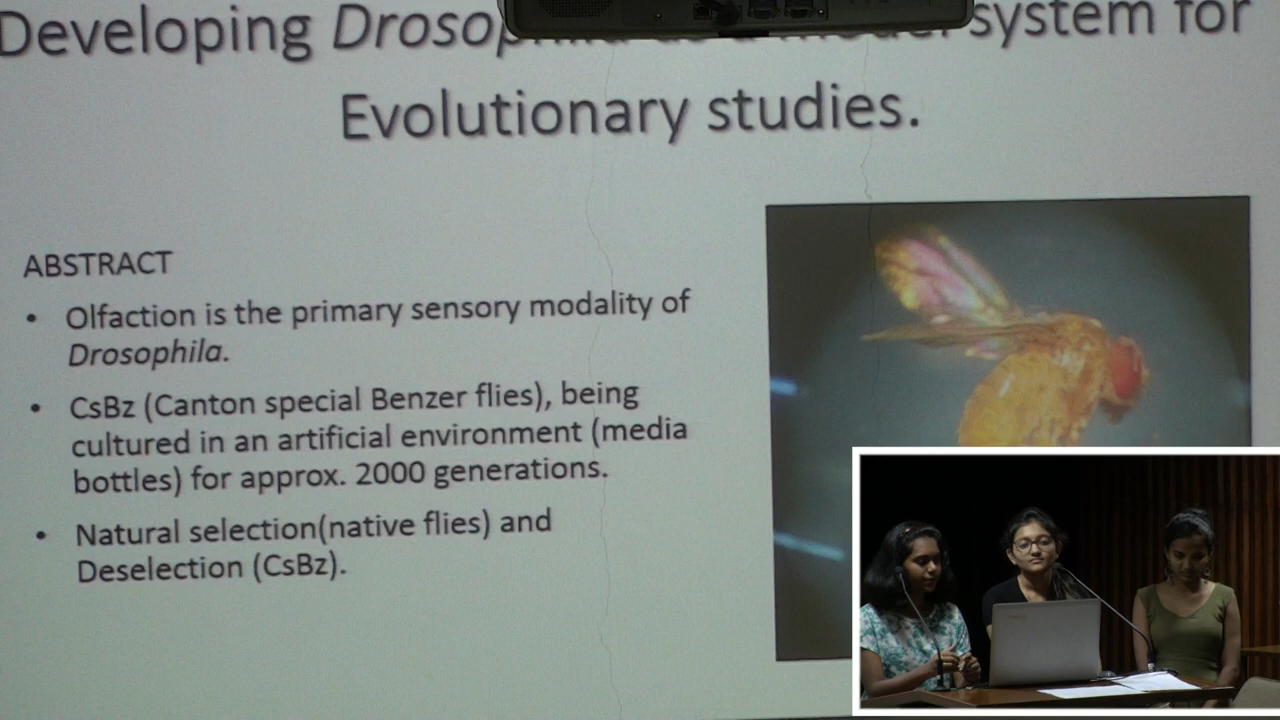 Developing Drosophila as a model system for
Evolutionary studies.
ABSTRACT
• Olfaction is the primary sensory modality of
Drosophila.
• CsBz (Canton special Benzer flies), being
cultured in an artificial environment (media
bottles) for approx. 2000 generations.
• Natural selection(native flies) and
Deselection (CsBz).